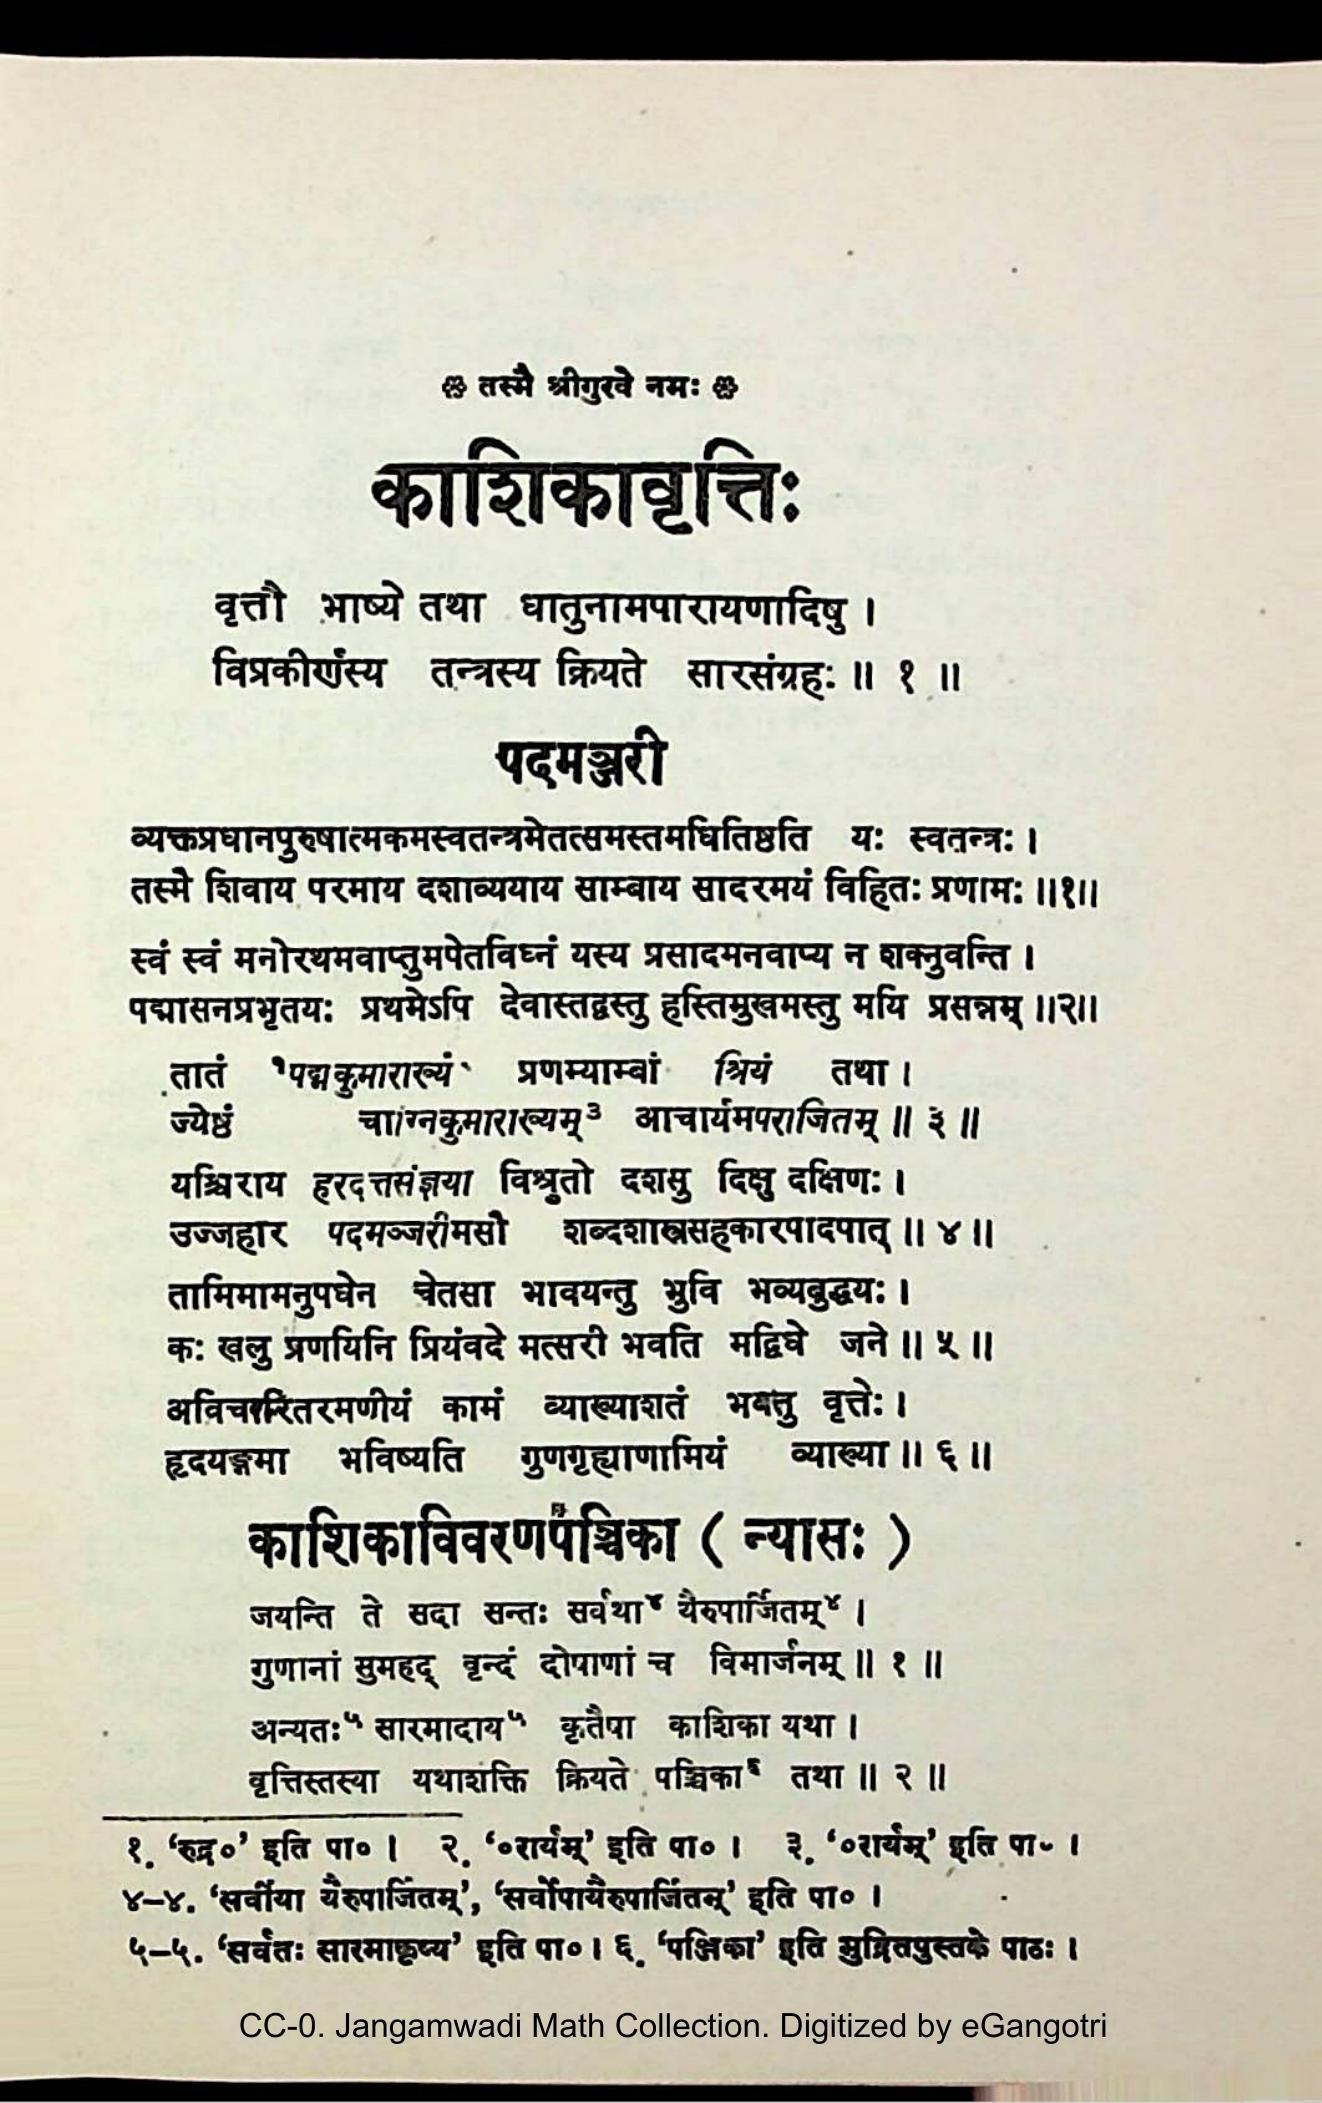 तस्मै श्रीगुरवे नमः
काशिकावृत्तिः
वृत्तौ भाष्ये तथा धातुनामपारायणादिषु ।
विप्रकीर्णस्य तन्त्रस्य क्रियते सारसंग्रहः ॥ १ ॥
पदमञ्जरी
व्यक्तप्रधानपुरुषात्मकमस्वतन्त्रमेतत्समस्तमधितिष्ठति यः स्वतन्त्रः ।
तस्मै शिवाय परमाय दशाव्ययाय साम्बाय सादरमयं विहितः प्रणामः ॥१॥
स्वं स्वं मनोरथमवाप्तुमपेतविघ्नं यस्य प्रसादमनवाप्य न शक्नुवन्ति ।
पद्मासनप्रभृतयः प्रथमेऽपि देवास्तद्वस्तु हस्तिमुखमस्तु मयि प्रसन्नम् ॥२॥
तातं १पद्मकुमाराख्यं प्रणम्याम्बां श्रियं तथा ।
ज्येष्ठं चाग्निकुमाराख्यम्३ आचार्यमपराजितम् ॥ ३ ॥
यश्चिराय हरदत्तसंज्ञया विश्रुतो दशसु दिक्षु दक्षिणः ।
उज्जहार पदमञ्जरीमसौ शब्दशास्त्रसहकारपादपात् ॥ ४ ॥
तामिमामनुपघेन चेतसा भावयन्तु भुवि भव्यबुद्धयः ।
कः खलु प्रणयिनि प्रियंवदे मत्सरी भवति मद्विधे जने ॥ ५ ॥
अविचारितरमणीयं कामं व्याख्याशतं भवतु वृत्तेः ।
हृदयङ्गमा भविष्यति गुणगृह्याणामियं व्याख्या ॥ ६ ॥
काशिकाविवरणपञ्चिका ( न्यासः )
जयन्ति ते सदा सन्तः सर्वथा४ यैरुपार्जितम्४ ।
गुणानां सुमहद् वृन्दं दोषाणां च विमार्जनम् ॥ १ ॥
अन्यतः५ सारमादाय५ कृतैषा काशिका यथा ।
वृत्तिस्तस्या यथाशक्ति क्रियते पञ्चिका६ तथा ॥ २ ॥
१. ‘रुद्र०’ इति पा० । २. ‘०रार्यम्’ इति पा० । ३. ‘०रार्यम्’ इति पा० ।
४–४. ‘सर्वीया यैरुपार्जितम्’, ‘सर्वोपायैरुपार्जितम्’ इति पा० ।
५–५. ‘सर्वतः सारमाकृष्य’ इति पा० । ६. ‘पञ्जिका’ इति मुद्रितपुस्तके पाठः ।
CC-0. Jangamwadi Math Collection. Digitized by eGangotri